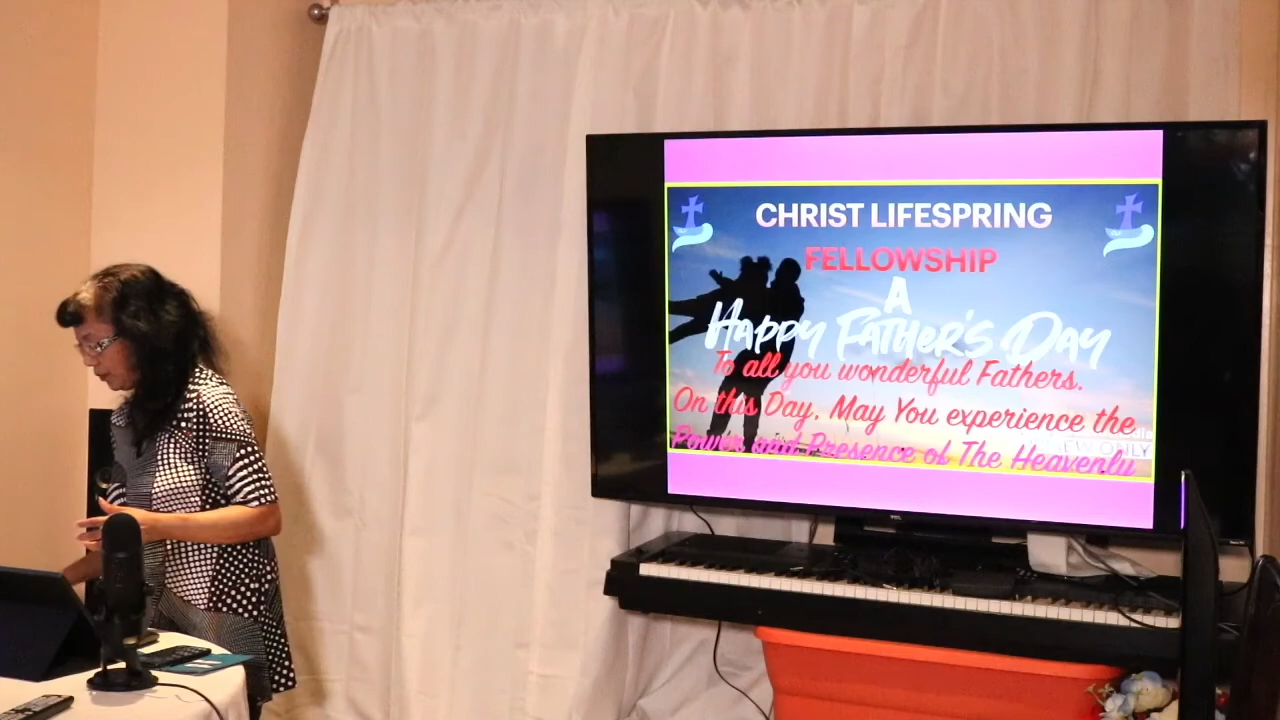 CHRIST LIFESPRING
FELLOWSHIP
A
HAPPY FATHER'S DAY
To all you wonderful Fathers.
On this Day, May You experience the
Power and Presence of The Heavenly
TCL